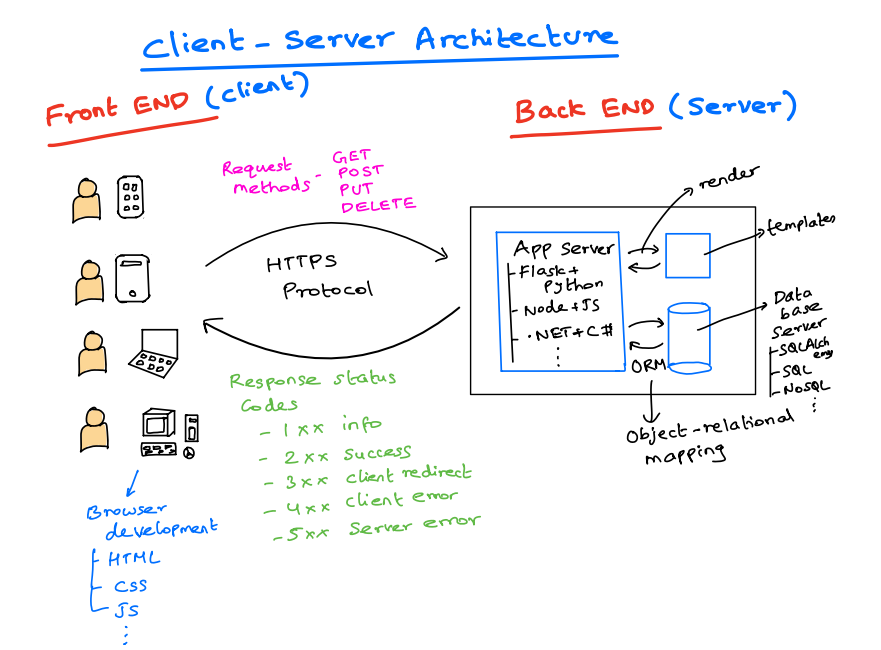 Client - Server Architecture
Front END (client)
Back END (Server)
Request methods -
GET
POST
PUT
DELETE
HTTPS
Protocol
Response status
Codes
- 1xx info
- 2xx success
- 3xx client redirect
- 4xx client error
- 5xx server error
Browser
development
- HTML
- CSS
- JS
⋮
App Server
- Flask +
Python
- Node + JS
- .NET + C#
⋮
render
templates
Data
base
Server
- SQLAlch
emy
- SQL
- NoSQL
⋮
ORM
Object-relational
mapping